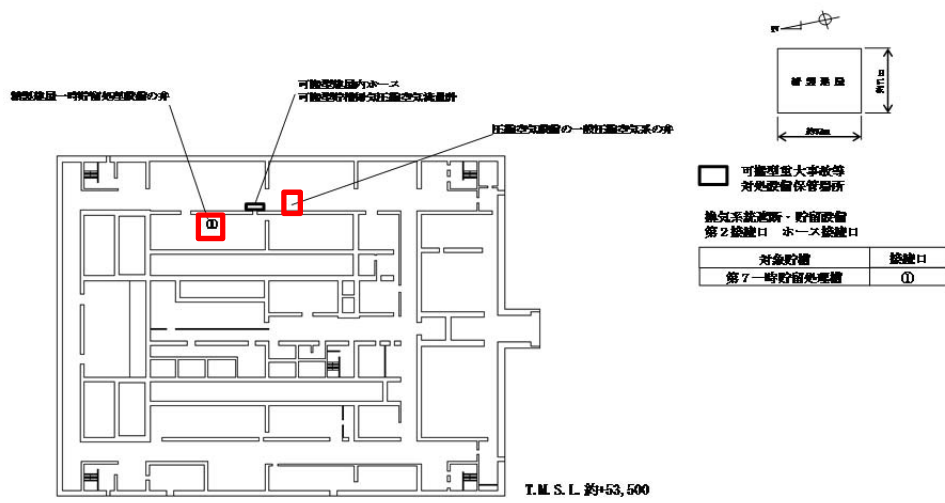 精製建屋一時貯留処理設備の弁
可搬型建屋内ホース
可搬型貯槽掃気圧縮空気流量計
圧縮空気設備の一般圧縮空気系の弁
①
精製建屋
可搬型重大事故等
対処設備保管場所
換気系統遮断・貯留設備
第2接続口 ホース接続口
対象貯槽 接続口
第7一時貯留処理槽 ①
T.M.S.L.約+53,500